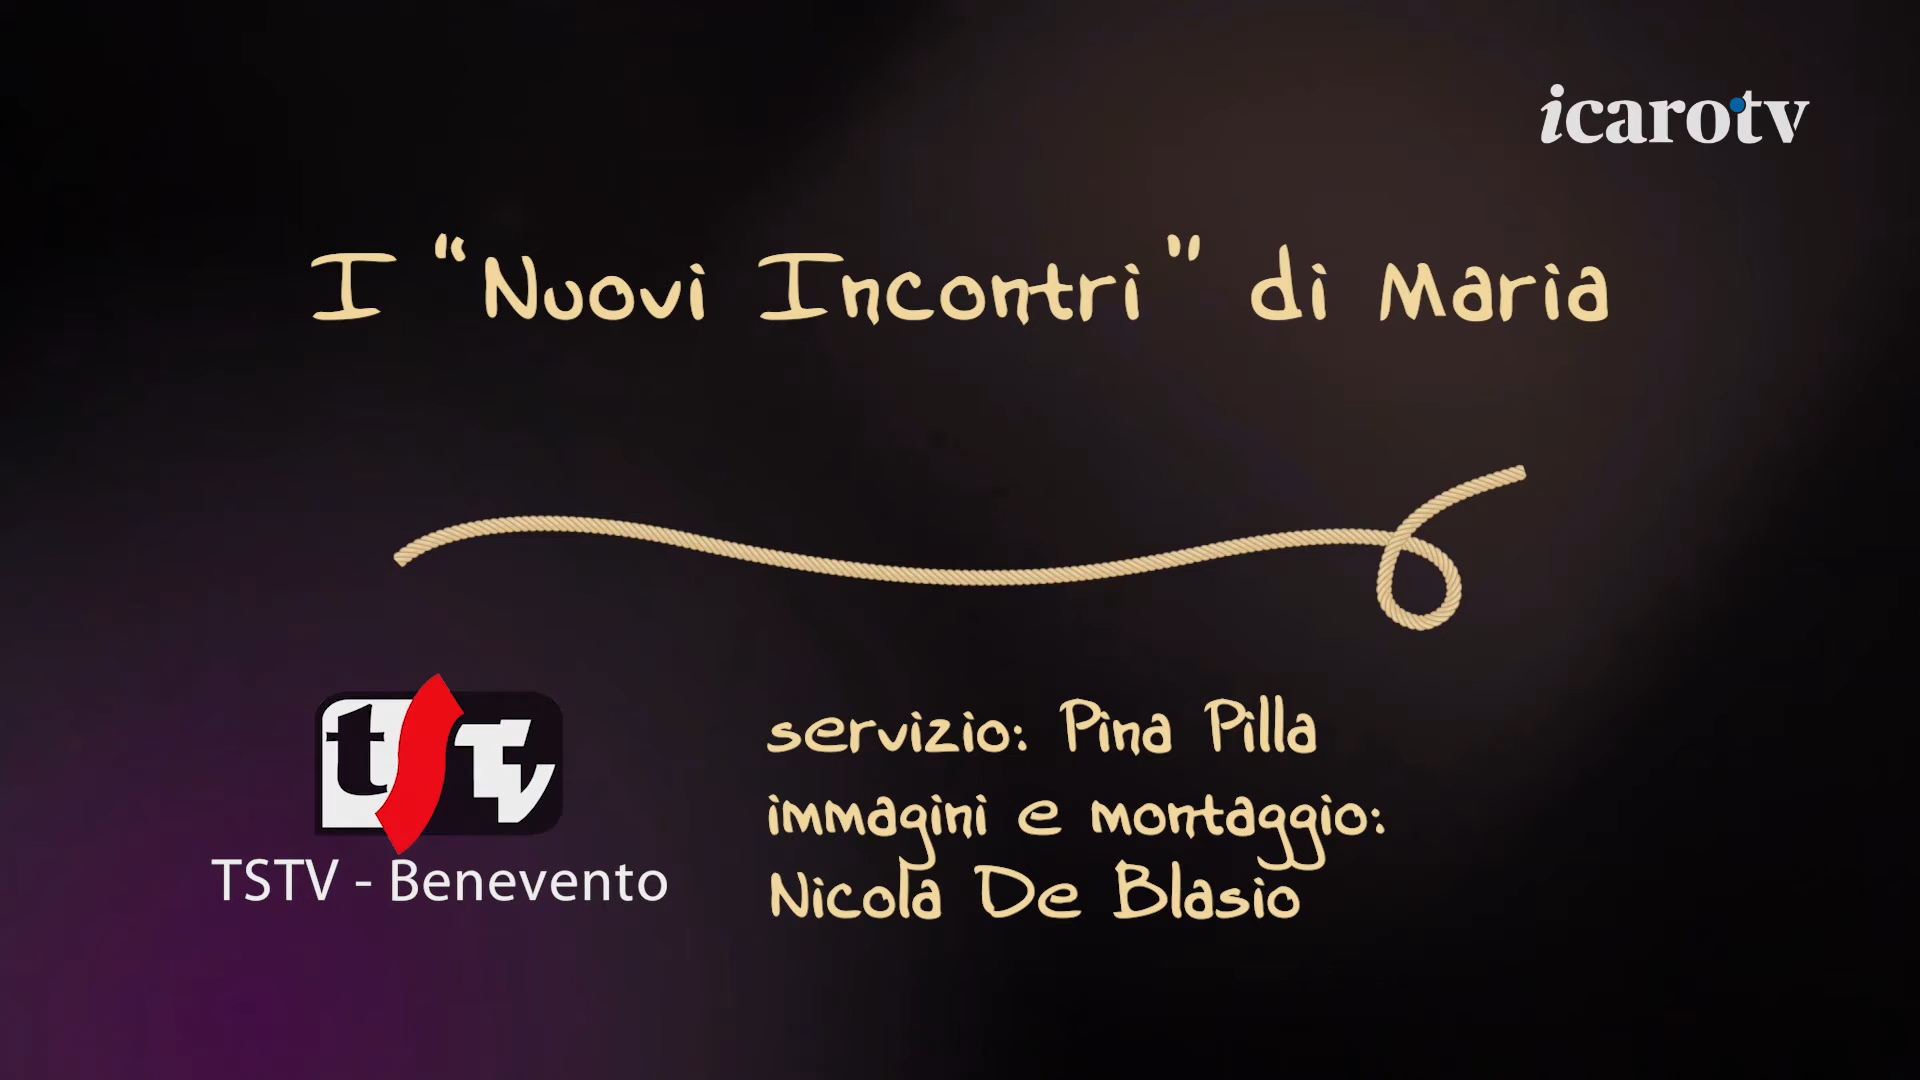 icarotv
I “Nuovi Incontri” di Maria
tstv
TSTV - Benevento
servizio: Pina Pilla
immagini e montaggio:
Nicola De Blasio